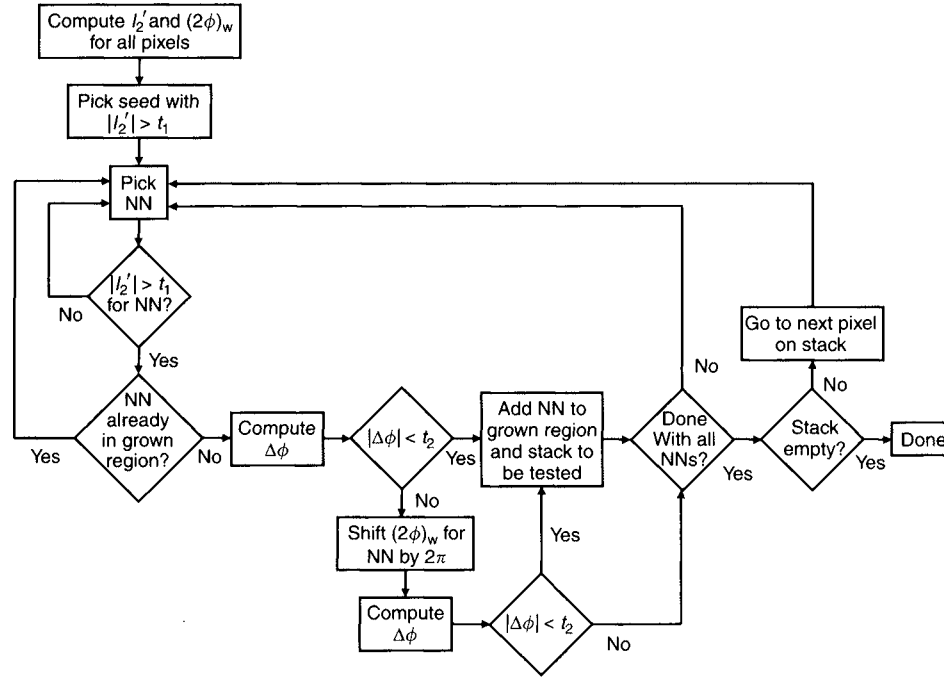 Compute I₂′ and (2ϕ)w
for all pixels
Pick seed with
|I₂′| > t₁
Pick
NN
|I₂′| > t₁
for NN?
No
Yes
NN
already
in grown
region?
Yes
No
Compute
Δϕ
|Δϕ| < t₂
Yes
No
Shift (2ϕ)w for
NN by 2π
Compute
Δϕ
|Δϕ| < t₂
Yes
No
Add NN to
grown region
and stack to
be tested
Done
With all
NNs?
No
Yes
Stack
empty?
No
Yes
Go to next pixel
on stack
Done